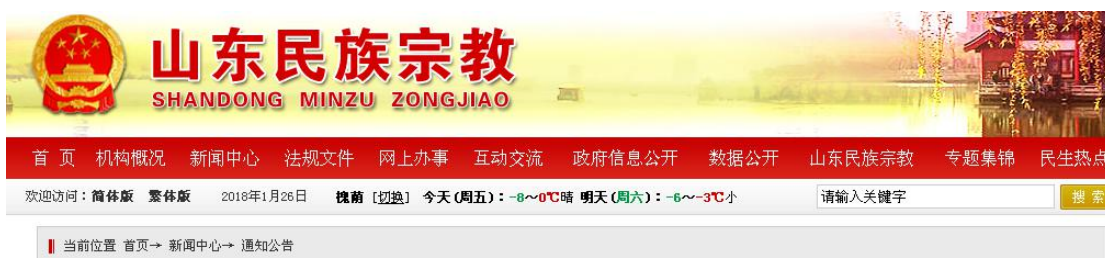 山东民族宗教
SHANDONG MINZU ZONGJIAO
首 页 机构概况 新闻中心 法规文件 网上办事 互动交流 政府信息公开 数据公开 山东民族宗教 专题集锦 民生热点
欢迎访问：简体版 繁体版 2018年1月26日 槐荫 [切换] 今天(周五)：-8～0℃晴 明天(周六)：-6～-3℃小 请输入关键字 搜 索
当前位置 首页→ 新闻中心→ 通知公告